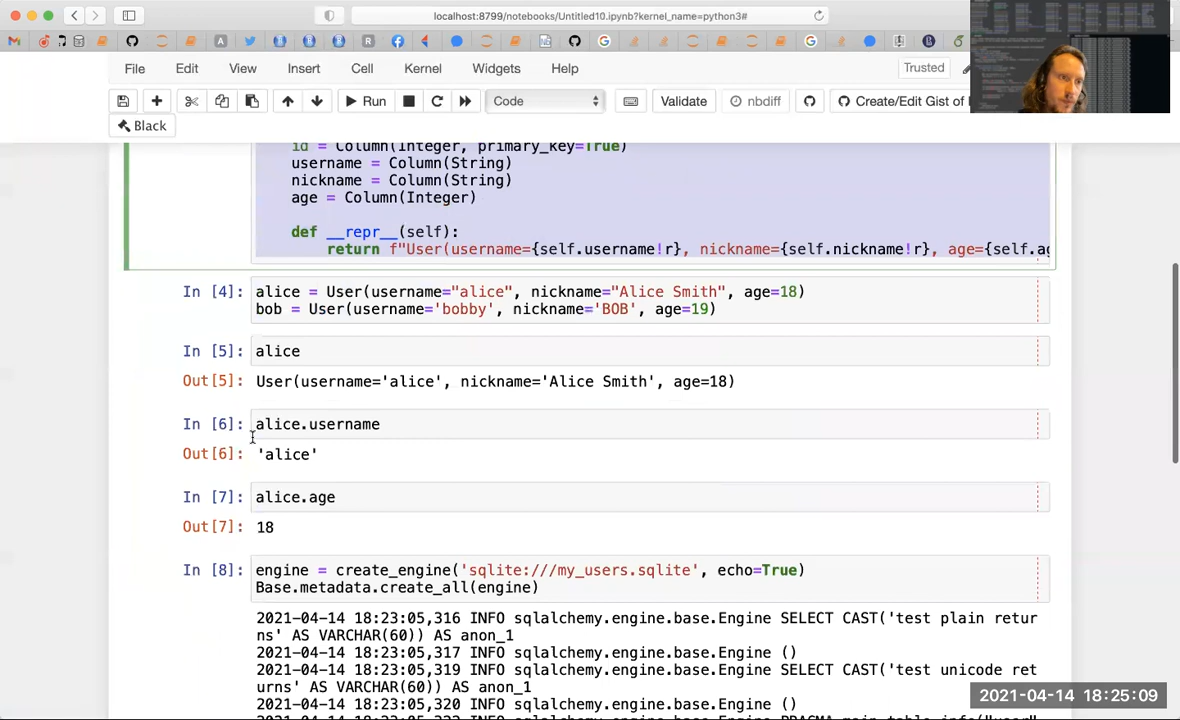 localhost:8799/notebooks/Untitled10.ipynb?kernel_name=python3#
File Edit View Insert Cell Kernel Widgets Help
Trusted
Run Code Validate nbdiff Create/Edit Gist of
Black
id = Column(Integer, primary_key=True)
username = Column(String)
nickname = Column(String)
age = Column(Integer)
def __repr__(self):
return f"User(username={self.username!r}, nickname={self.nickname!r}, age={self.ag
In [4]: alice = User(username="alice", nickname="Alice Smith", age=18)
bob = User(username='bobby', nickname='BOB', age=19)
In [5]: alice
Out[5]: User(username='alice', nickname='Alice Smith', age=18)
In [6]: alice.username
Out[6]: 'alice'
In [7]: alice.age
Out[7]: 18
In [8]: engine = create_engine('sqlite:///my_users.sqlite', echo=True)
Base.metadata.create_all(engine)
2021-04-14 18:23:05,316 INFO sqlalchemy.engine.base.Engine SELECT CAST('test plain retur
ns' AS VARCHAR(60)) AS anon_1
2021-04-14 18:23:05,317 INFO sqlalchemy.engine.base.Engine ()
2021-04-14 18:23:05,319 INFO sqlalchemy.engine.base.Engine SELECT CAST('test unicode ret
urns' AS VARCHAR(60)) AS anon_1
2021-04-14 18:23:05,320 INFO sqlalchemy.engine.base.Engine ()
2021-04-14 18:25:09